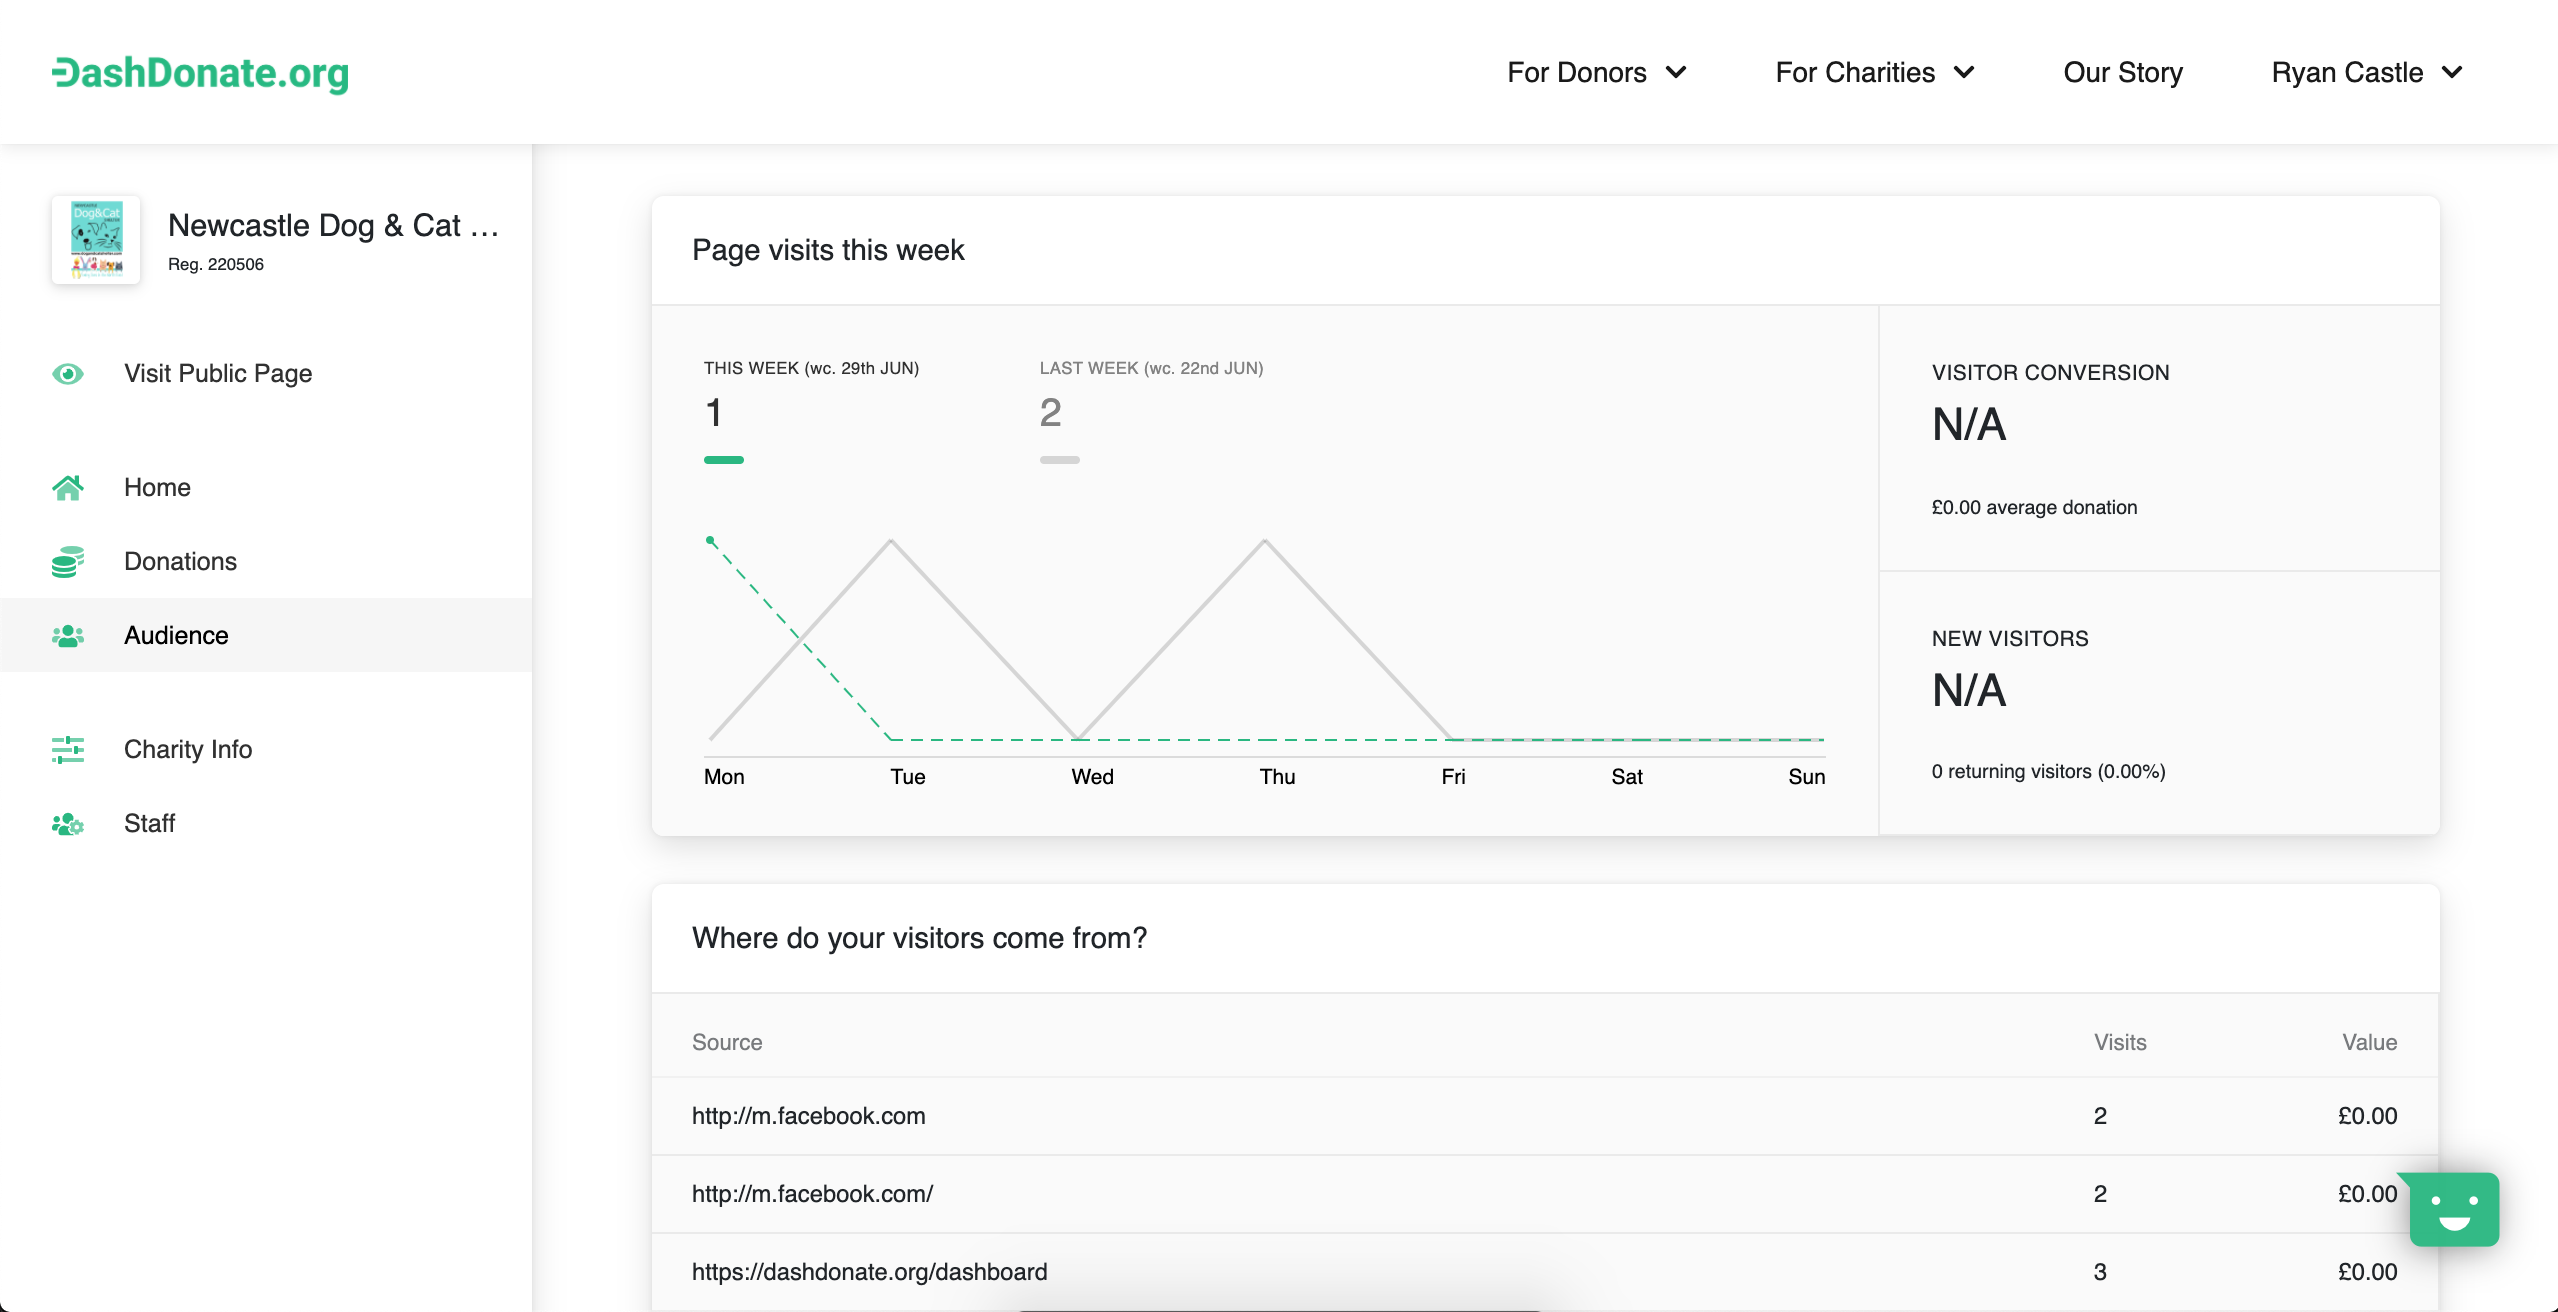 DashDonate.org
For Donors
For Charities
Our Story
Ryan Castle
Dog&Cat
Newcastle Dog & Cat ...
Reg. 220506
Visit Public Page
Home
Donations
Audience
Charity Info
Staff
Page visits this week
THIS WEEK (wc. 29th JUN)
1
LAST WEEK (wc. 22nd JUN)
2
Mon Tue Wed Thu Fri Sat Sun
VISITOR CONVERSION
N/A
£0.00 average donation
NEW VISITORS
N/A
0 returning visitors (0.00%)
Where do your visitors come from?
Source Visits Value
http://m.facebook.com 2 £0.00
http://m.facebook.com/ 2 £0.00
https://dashdonate.org/dashboard 3 £0.00